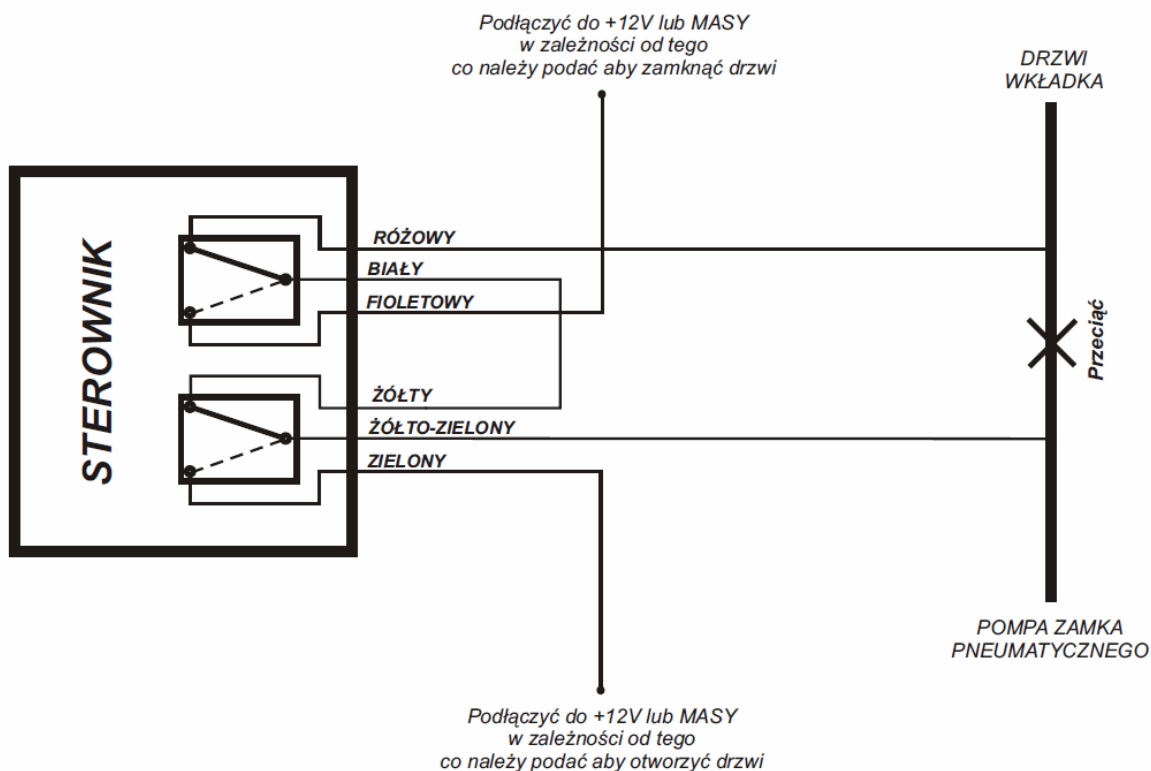 Podłączyć do +12V lub MASY
w zależności od tego
co należy podać aby zamknąć drzwi
DRZWI
WKŁADKA
STEROWNIK
RÓŻOWY
BIAŁY
FIOLETOWY
Przeciąć
ŻÓŁTY
ŻÓŁTO-ZIELONY
ZIELONY
POMPA ZAMKA
PNEUMATYCZNEGO
Podłączyć do +12V lub MASY
w zależności od tego
co należy podać aby otworzyć drzwi